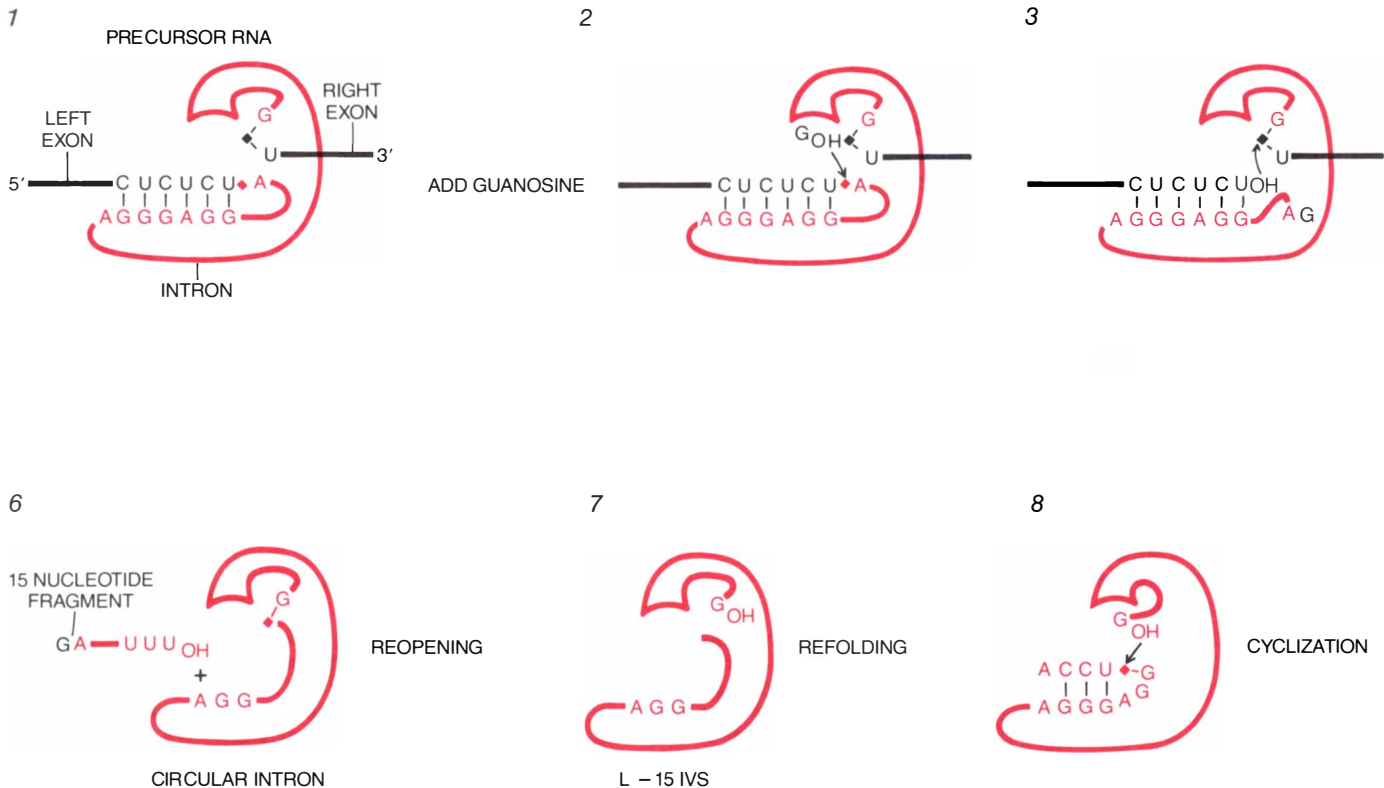 1
PRECURSOR RNA
LEFT
EXON
RIGHT
EXON
G
U
3′
5′
C U C U C U A
A G G G A G G
INTRON
2
ADD GUANOSINE
G
GOH
U
C U C U C U A
A G G G A G G
3
G
U
C U C U C U OH
A G G G A G G
A G
6
15 NUCLEOTIDE
FRAGMENT
G A U U U OH
+
G
A G G
REOPENING
CIRCULAR INTRON
7
G OH
REFOLDING
A G G
L – 15 IVS
8
G
OH
CYCLIZATION
A C C U G
G
A G G G A